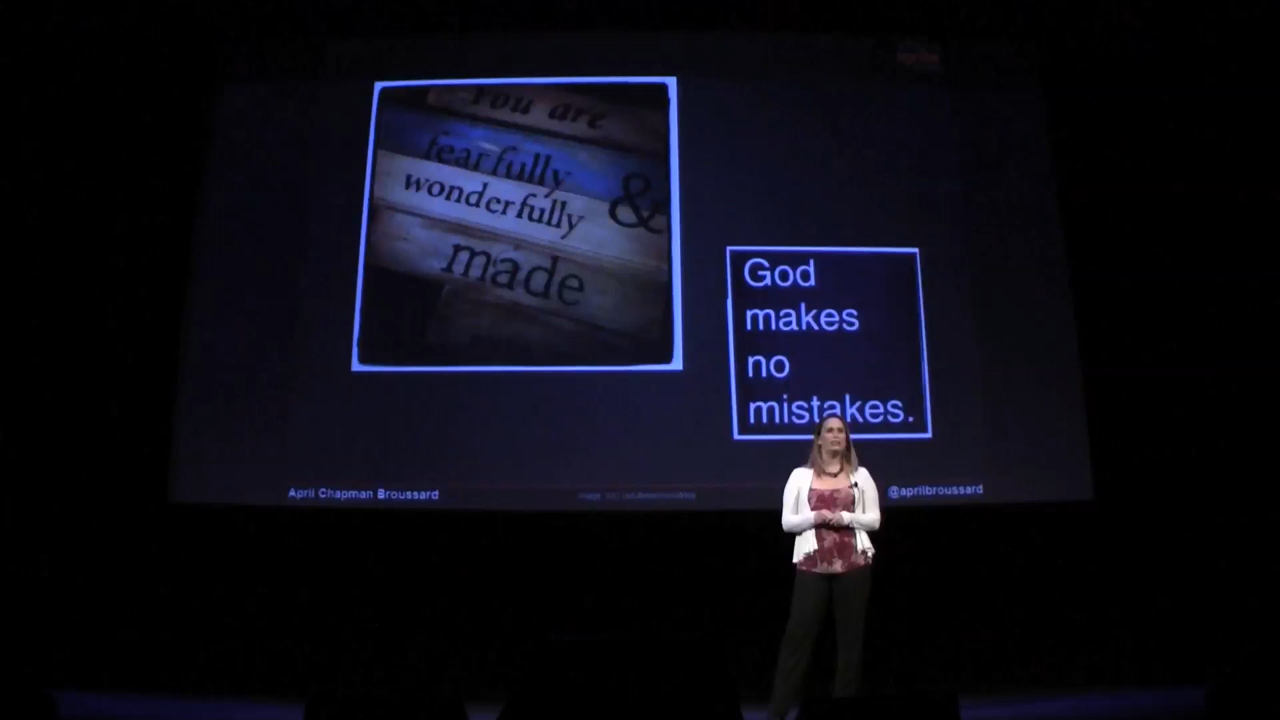 You are
fearfully
&
wonderfully
made
God
makes
no
mistakes.
April Chapman Broussard
@aprilbroussard